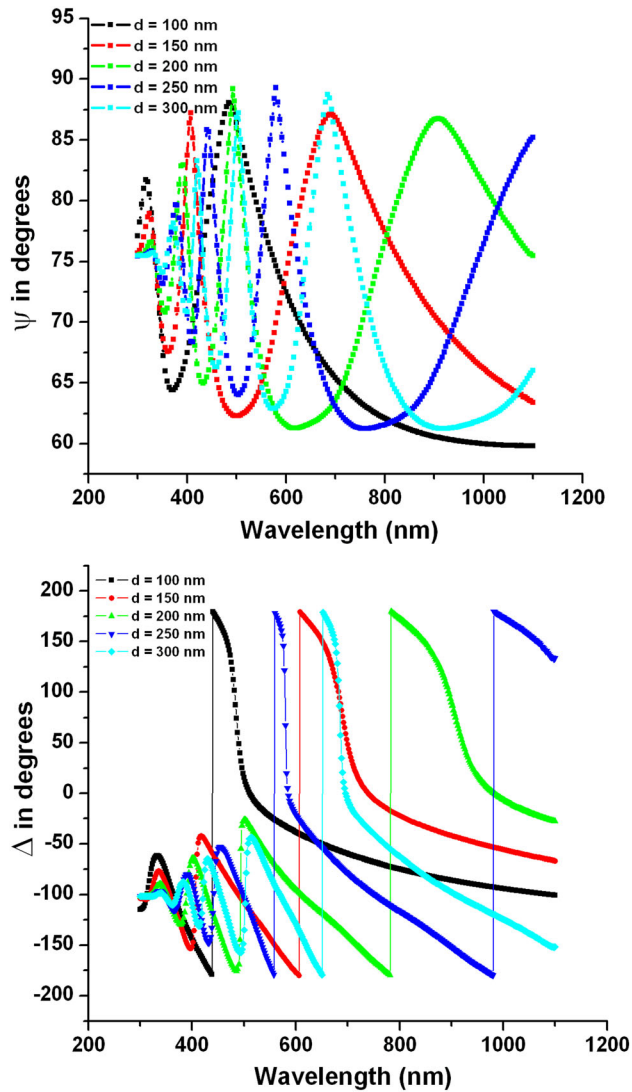 95
90
85
80
75
70
65
60
ψ in degrees
d = 100 nm
d = 150 nm
d = 200 nm
d = 250 nm
d = 300 nm
200 400 600 800 1000 1200
Wavelength (nm)
200
150
100
50
0
-50
-100
-150
-200
Δ in degrees
d = 100 nm
d = 150 nm
d = 200 nm
d = 250 nm
d = 300 nm
200 400 600 800 1000 1200
Wavelength (nm)